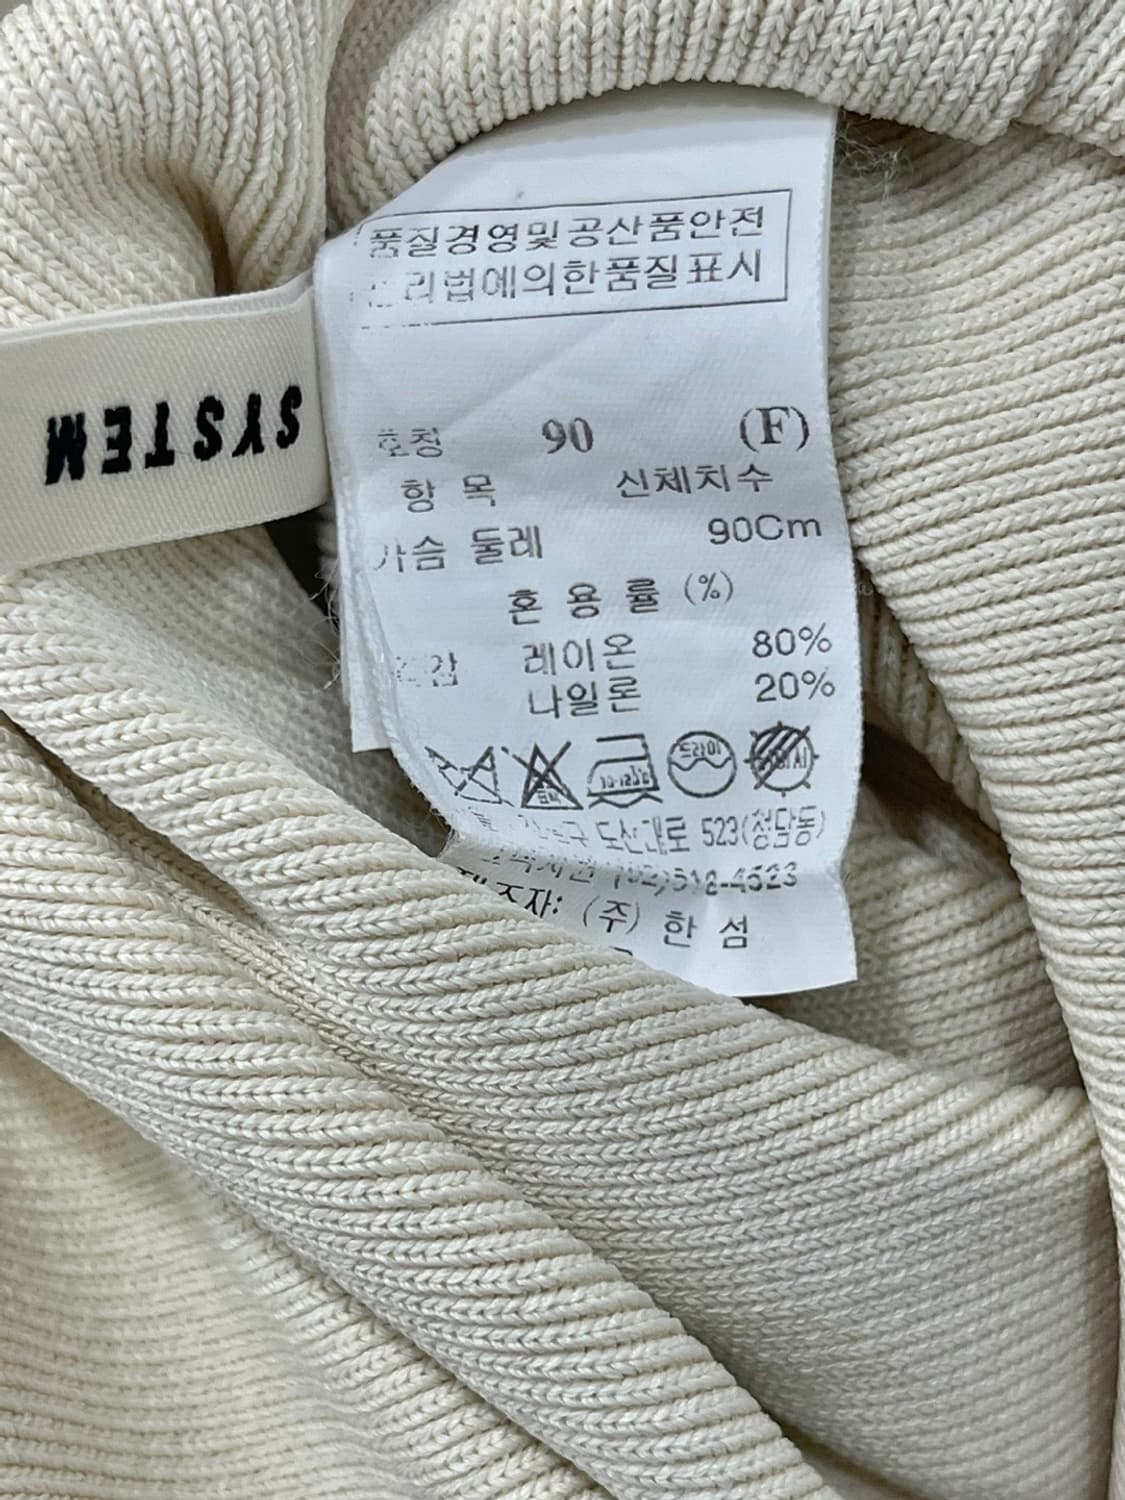 SYSTEM
품질경영및공산품안전
리법에의한품질표시
호칭 90 (F)
항 목 신체치수
가슴 둘레 90Cm
혼 용 률 (%)
레이온 80%
나일론 20%
드라이
도산대로 523(청담동)
518-4523
제조자: (주) 한 섬